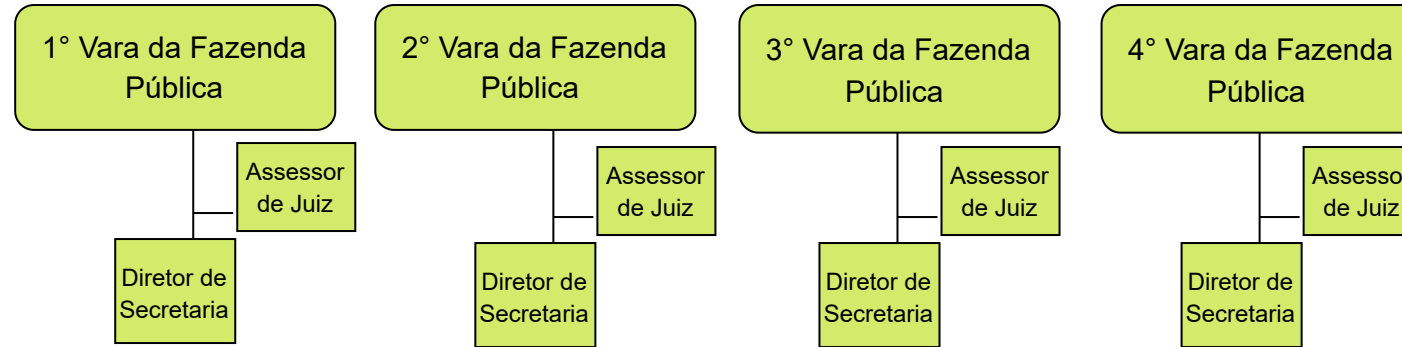 1° Vara da Fazenda
Pública
Assessor
de Juiz
Diretor de
Secretaria
2° Vara da Fazenda
Pública
Assessor
de Juiz
Diretor de
Secretaria
3° Vara da Fazenda
Pública
Assessor
de Juiz
Diretor de
Secretaria
4° Vara da Fazenda
Pública
Assesso
de Juiz
Diretor de
Secretaria